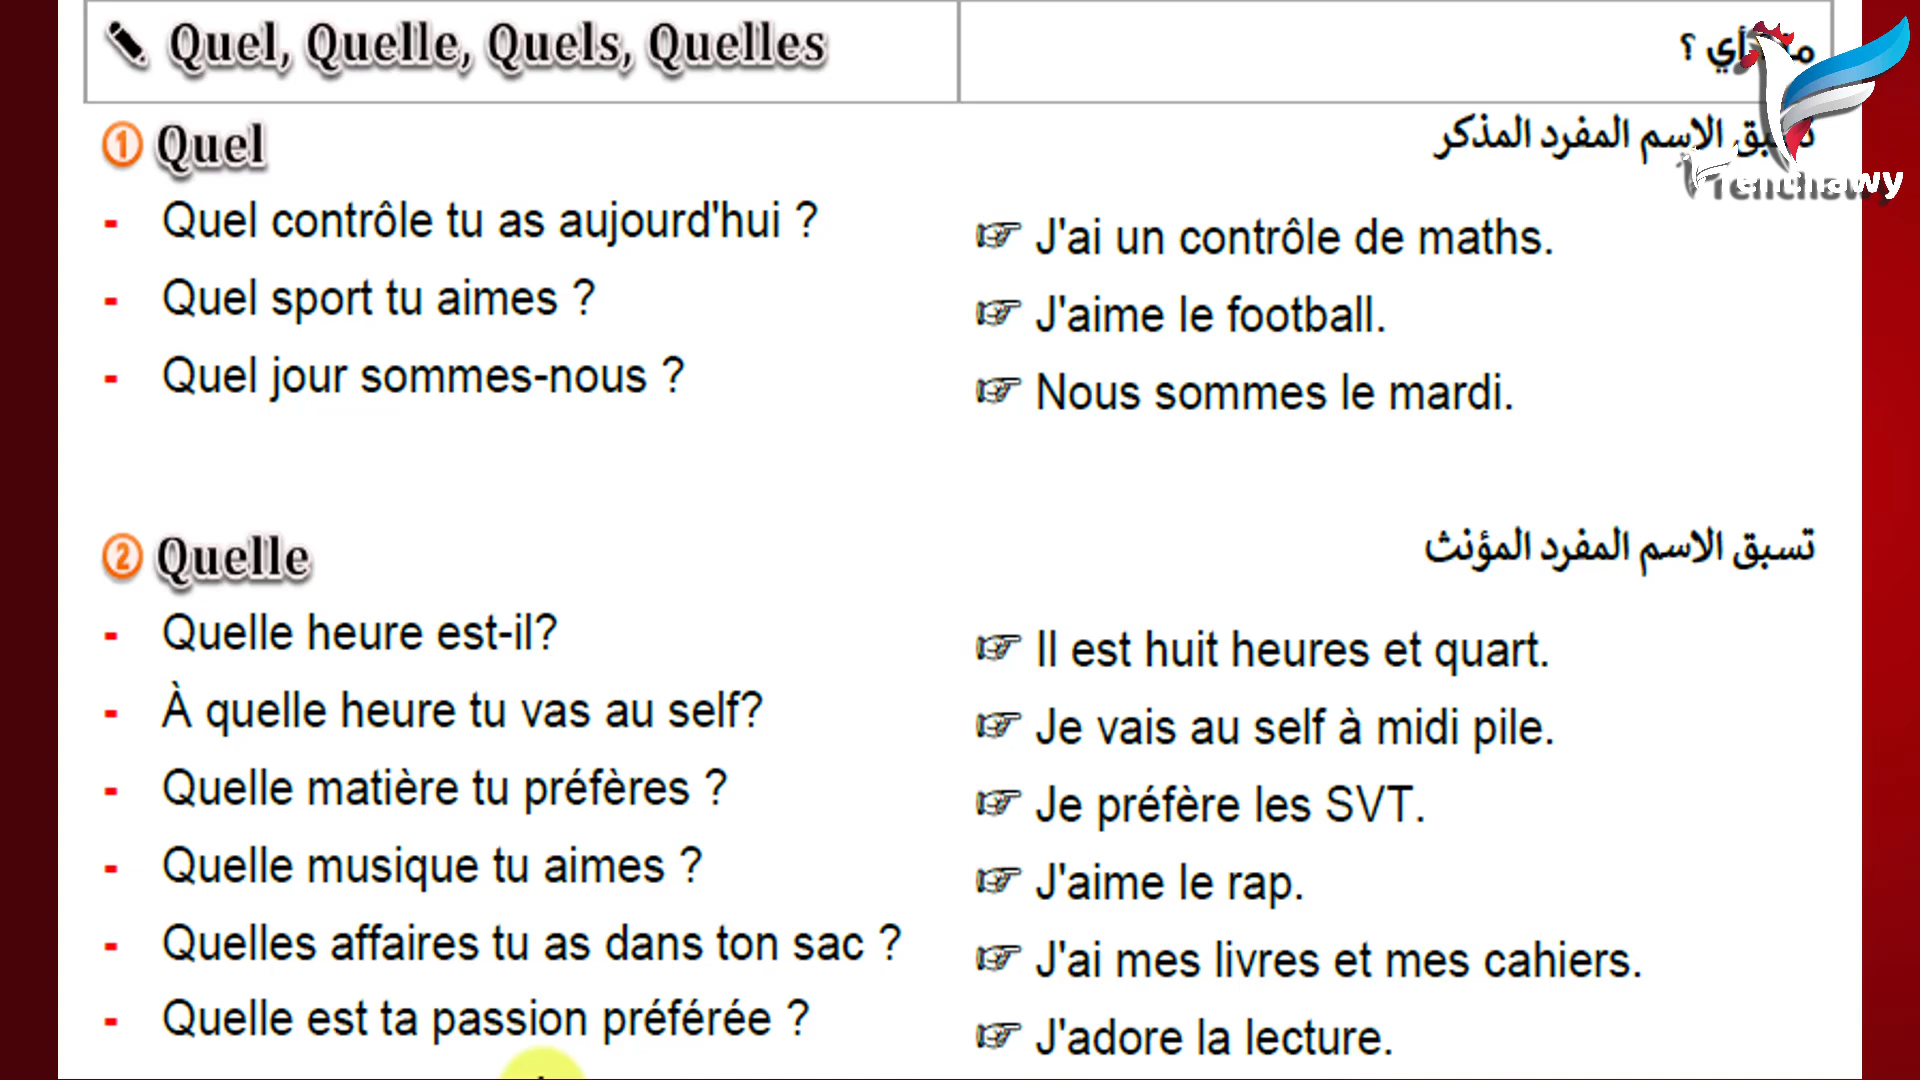 Quel, Quelle, Quels, Quelles
أي ؟
① Quel
الاسم المفرد المذكر
Frenchawy
- Quel contrôle tu as aujourd'hui ?
☞ J'ai un contrôle de maths.
- Quel sport tu aimes ?
☞ J'aime le football.
- Quel jour sommes-nous ?
☞ Nous sommes le mardi.
② Quelle
تسبق الاسم المفرد المؤنث
- Quelle heure est-il?
☞ Il est huit heures et quart.
- À quelle heure tu vas au self?
☞ Je vais au self à midi pile.
- Quelle matière tu préfères ?
☞ Je préfère les SVT.
- Quelle musique tu aimes ?
☞ J'aime le rap.
- Quelles affaires tu as dans ton sac ?
☞ J'ai mes livres et mes cahiers.
- Quelle est ta passion préférée ?
☞ J'adore la lecture.